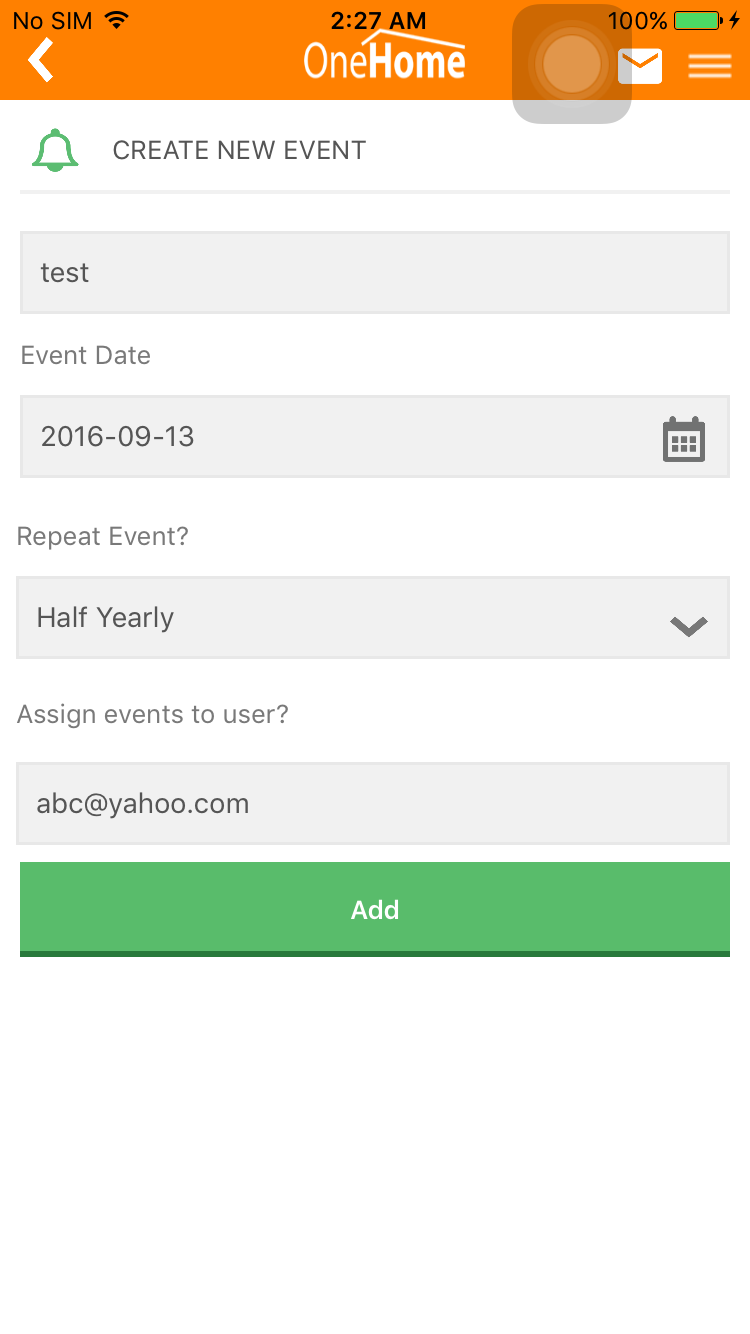 No SIM 2:27 AM 100%
OneHome
CREATE NEW EVENT
test
Event Date
2016-09-13
Repeat Event?
Half Yearly
Assign events to user?
abc@yahoo.com
Add